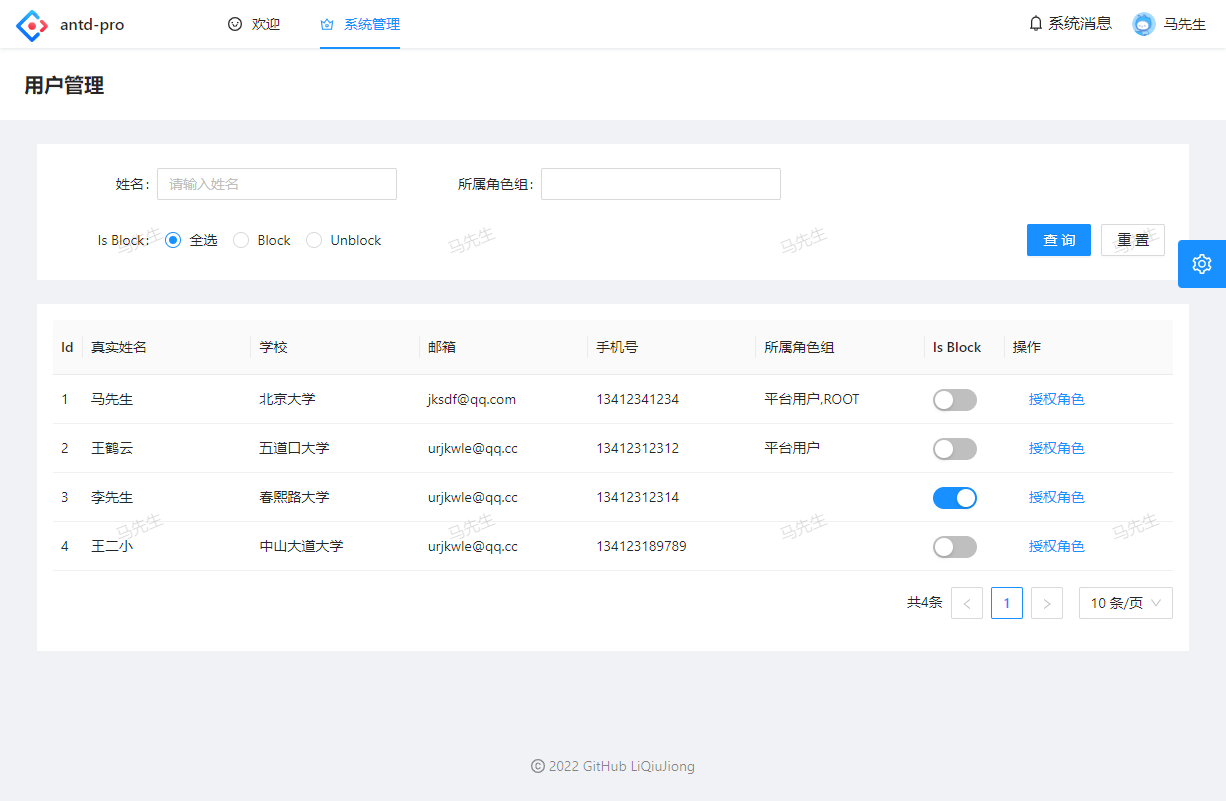 antd-pro 欢迎 系统管理 系统消息 马先生
用户管理
姓名: 请输入姓名 所属角色组:
Is Block: 全选 Block Unblock 查 询 重 置
马先生 马先生 马先生 马先生
Id 真实姓名 学校 邮箱 手机号 所属角色组 Is Block 操作
1 马先生 北京大学 jksdf@qq.com 13412341234 平台用户,ROOT 授权角色
2 王鹤云 五道口大学 urjkwle@qq.cc 13412312312 平台用户 授权角色
3 李先生 春熙路大学 urjkwle@qq.cc 13412312314 授权角色
马先生 马先生 马先生 马先生
4 王二小 中山大道大学 urjkwle@qq.cc 134123189789 授权角色
共4条 < 1 > 10 条/页
© 2022 GitHub LiQiuJiong